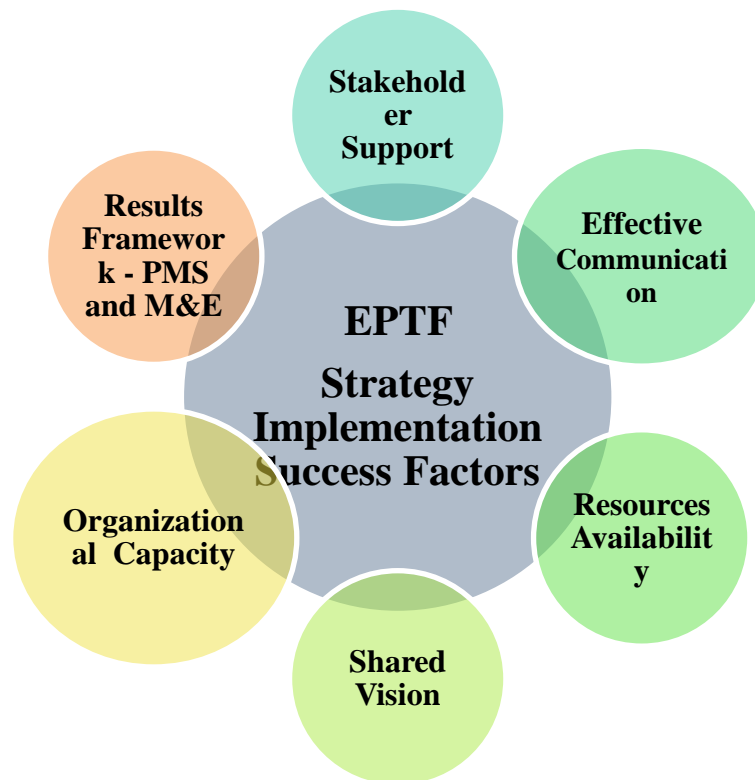 Stakehold
er
Support
Effective
Communicati
on
Resources
Availabilit
y
Shared
Vision
Organization
al Capacity
Results
Framewor
k - PMS
and M&E
EPTF
Strategy
Implementation
Success Factors